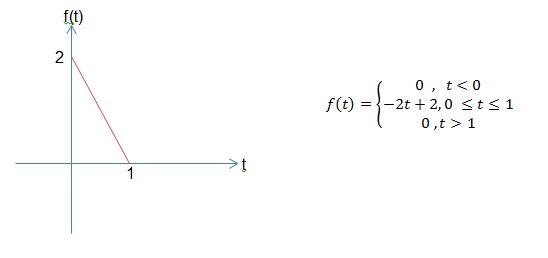 f(t)
2
0 , t < 0
f(t) = {−2t + 2, 0 ≤ t ≤ 1
0 ,t > 1
t
1